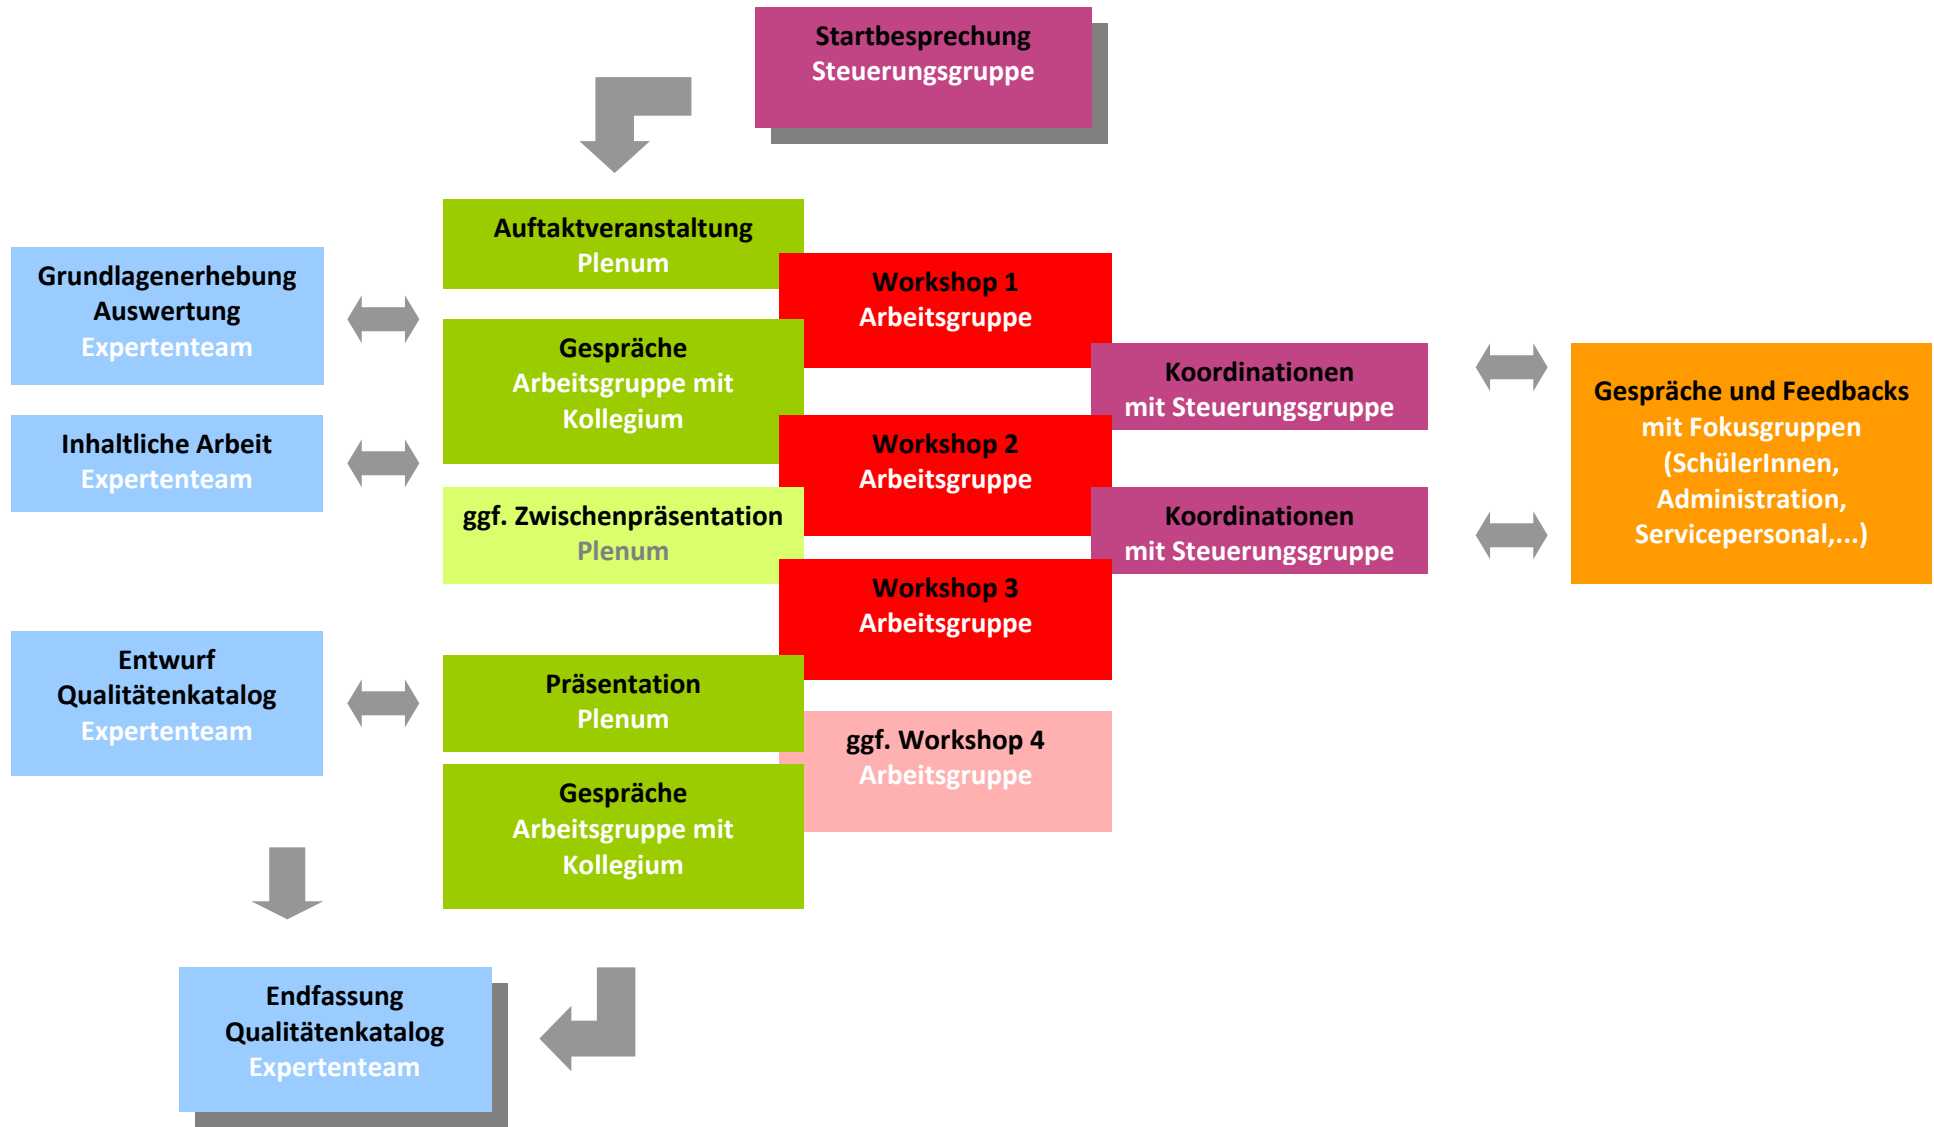 Startbesprechung
Steuerungsgruppe
Auftaktveranstaltung
Plenum
Grundlagenerhebung
Auswertung
Expertenteam
Workshop 1
Arbeitsgruppe
Gespräche
Arbeitsgruppe mit
Kollegium
Koordinationen
mit Steuerungsgruppe
Gespräche und Feedbacks
mit Fokusgruppen
(SchülerInnen,
Administration,
Servicepersonal,...)
Inhaltliche Arbeit
Expertenteam
Workshop 2
Arbeitsgruppe
ggf. Zwischenpräsentation
Plenum
Koordinationen
mit Steuerungsgruppe
Workshop 3
Arbeitsgruppe
Entwurf
Qualitätenkatalog
Expertenteam
Präsentation
Plenum
ggf. Workshop 4
Arbeitsgruppe
Gespräche
Arbeitsgruppe mit
Kollegium
Endfassung
Qualitätenkatalog
Expertenteam